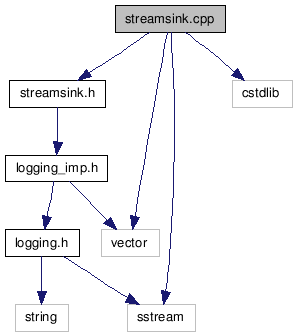 streamsink.cpp
streamsink.h
cstdlib
logging_imp.h
logging.h
vector
string
sstream